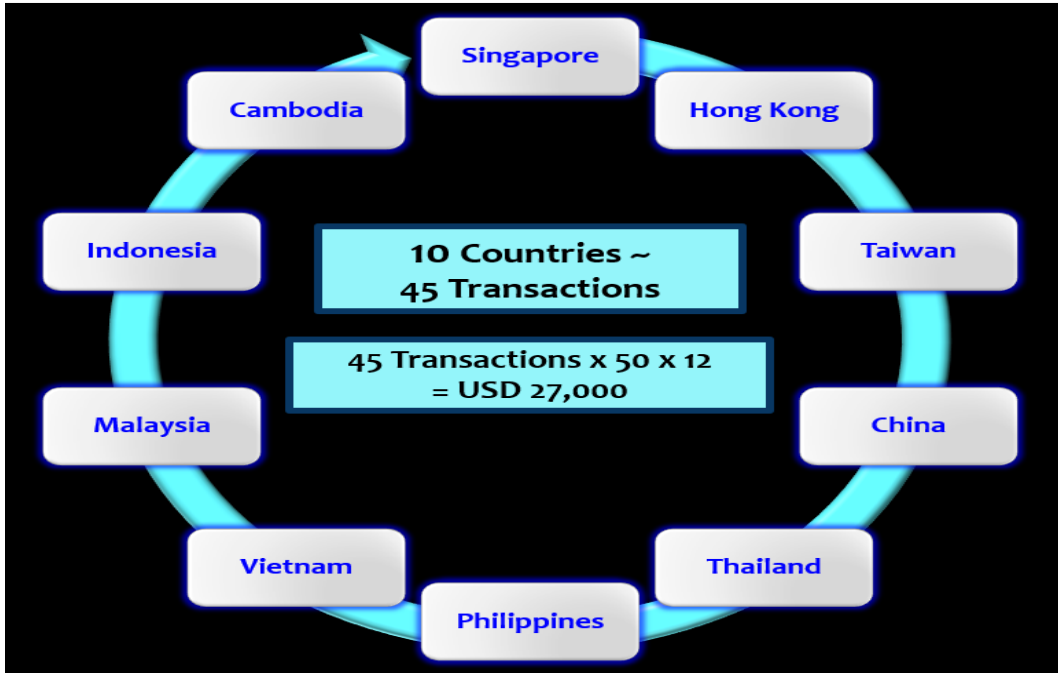 Singapore
Hong Kong
Taiwan
China
Thailand
Philippines
Vietnam
Malaysia
Indonesia
Cambodia
10 Countries ~
45 Transactions
45 Transactions x 50 x 12
= USD 27,000